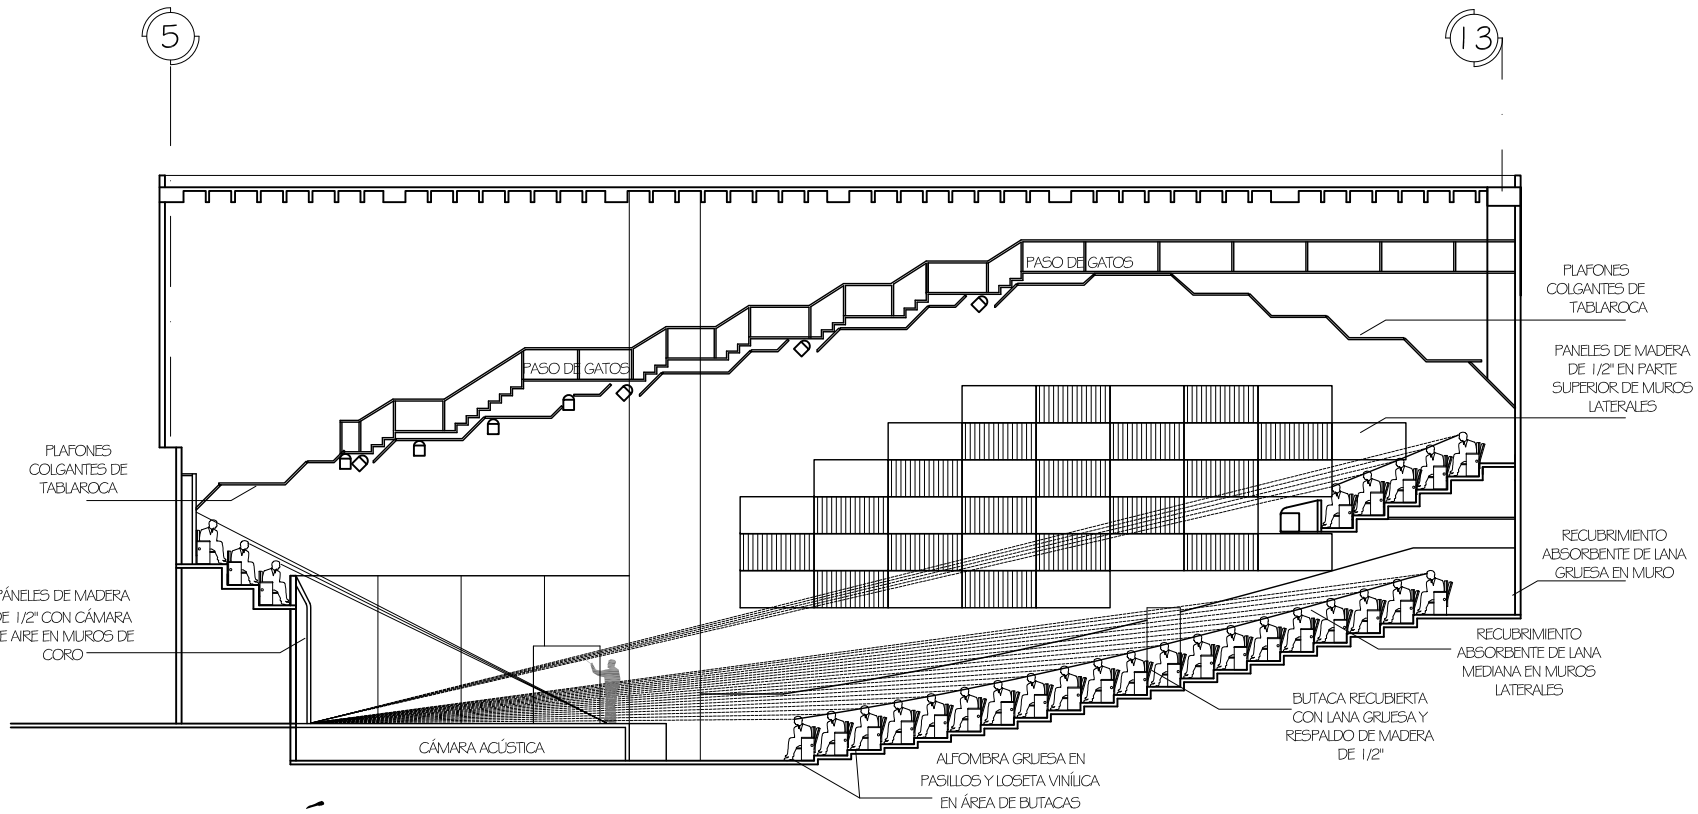 5
13
PASO DE GATOS
PLAFONES
COLGANTES DE
TABLAROCA
PANELES DE MADERA
DE 1/2" EN PARTE
SUPERIOR DE MUROS
LATERALES
PASO DE GATOS
PLAFONES
COLGANTES DE
TABLAROCA
RECUBRIMIENTO
ABSORBENTE DE LANA
GRUESA EN MURO
PÁNELES DE MADERA
DE 1/2" CON CÁMARA
E AIRE EN MUROS DE
CORO
RECUBRIMIENTO
ABSORBENTE DE LANA
MEDIANA EN MUROS
LATERALES
BUTACA RECUBIERTA
CON LANA GRUESA Y
RESPALDO DE MADERA
DE 1/2"
CÁMARA ACÚSTICA
ALFOMBRA GRUESA EN
PASILLOS Y LOSETA VINÍLICA
EN ÁREA DE BUTACAS